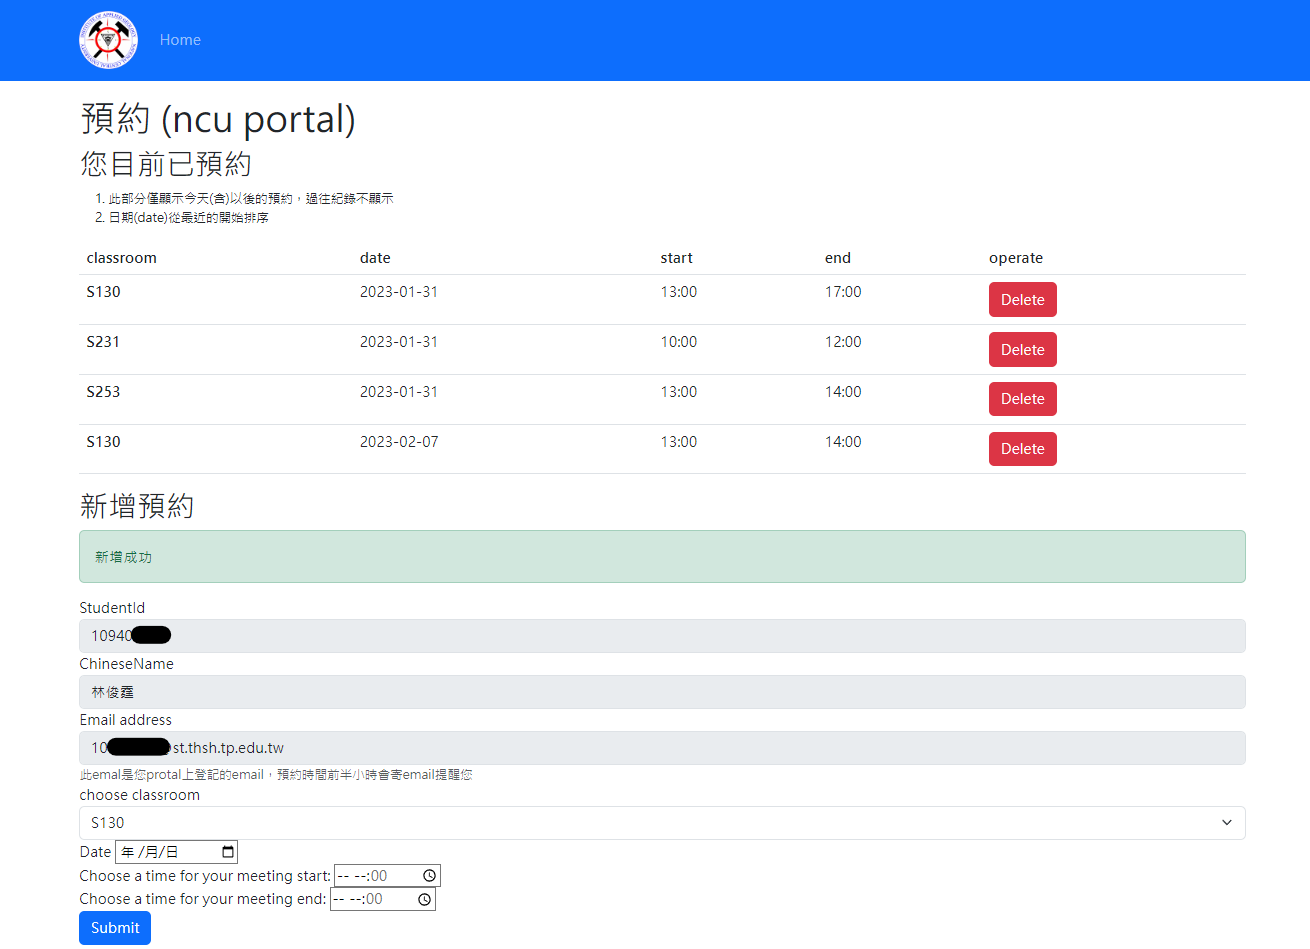 Home
預約 (ncu portal)
您目前已預約
1. 此部分僅顯示今天(含)以後的預約，過往紀錄不顯示
2. 日期(date)從最近的開始排序
classroom date start end operate
S130 2023-01-31 13:00 17:00 Delete
S231 2023-01-31 10:00 12:00 Delete
S253 2023-01-31 13:00 14:00 Delete
S130 2023-02-07 13:00 14:00 Delete
新增預約
新增成功
StudentId
10940
ChineseName
林俊霆
Email address
10 st.thsh.tp.edu.tw
此emal是您protal上登記的email，預約時間前半小時會寄email提醒您
choose classroom
S130
Date 年 /月/日
Choose a time for your meeting start: -- --:00
Choose a time for your meeting end: -- --:00
Submit